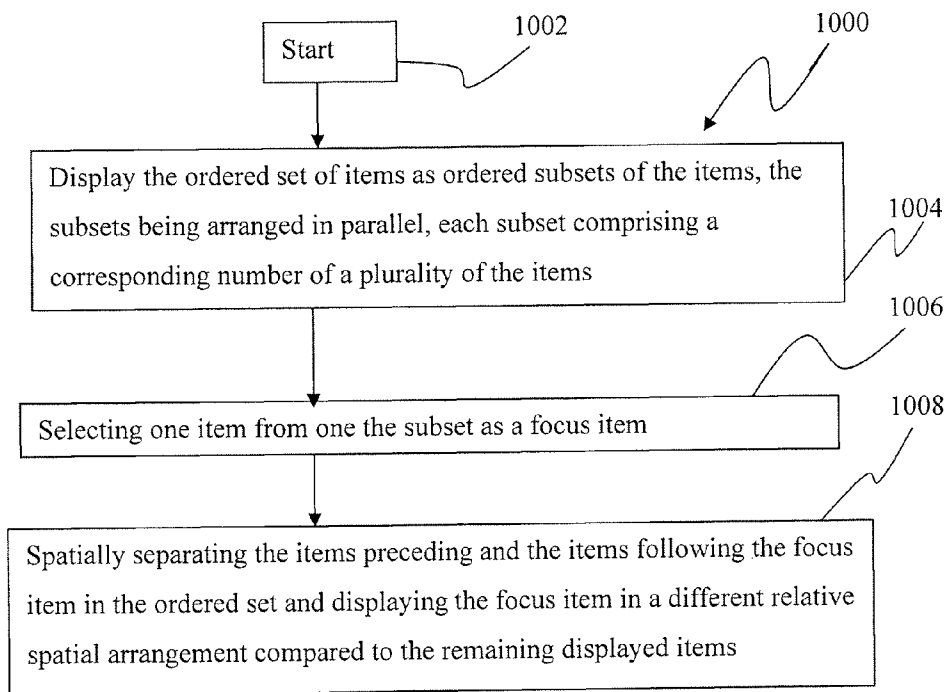 Start
1002
1000
Display the ordered set of items as ordered subsets of the items, the
subsets being arranged in parallel, each subset comprising a
corresponding number of a plurality of the items
1004
1006
Selecting one item from one the subset as a focus item
1008
Spatially separating the items preceding and the items following the focus
item in the ordered set and displaying the focus item in a different relative
spatial arrangement compared to the remaining displayed items